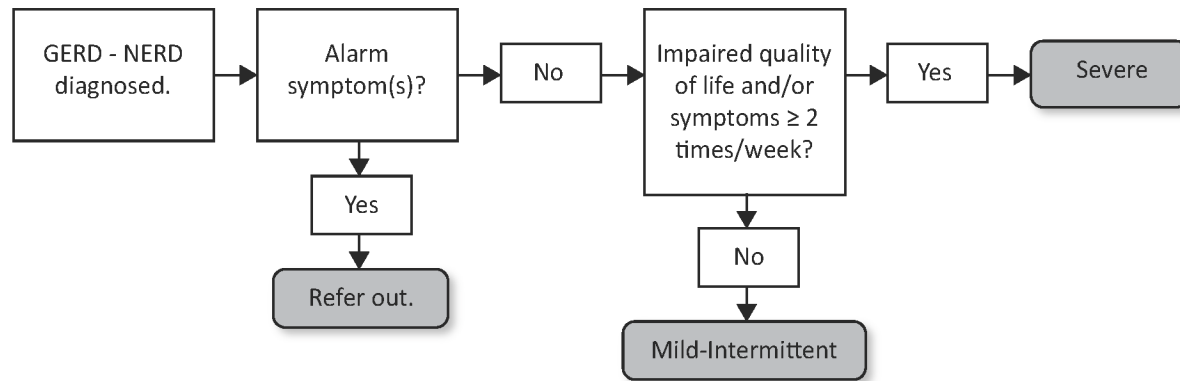 GERD - NERD
diagnosed.
Alarm
symptom(s)?
No
Impaired quality
of life and/or
symptoms ≥ 2
times/week?
Yes
Severe
Yes
No
Refer out.
Mild-Intermittent